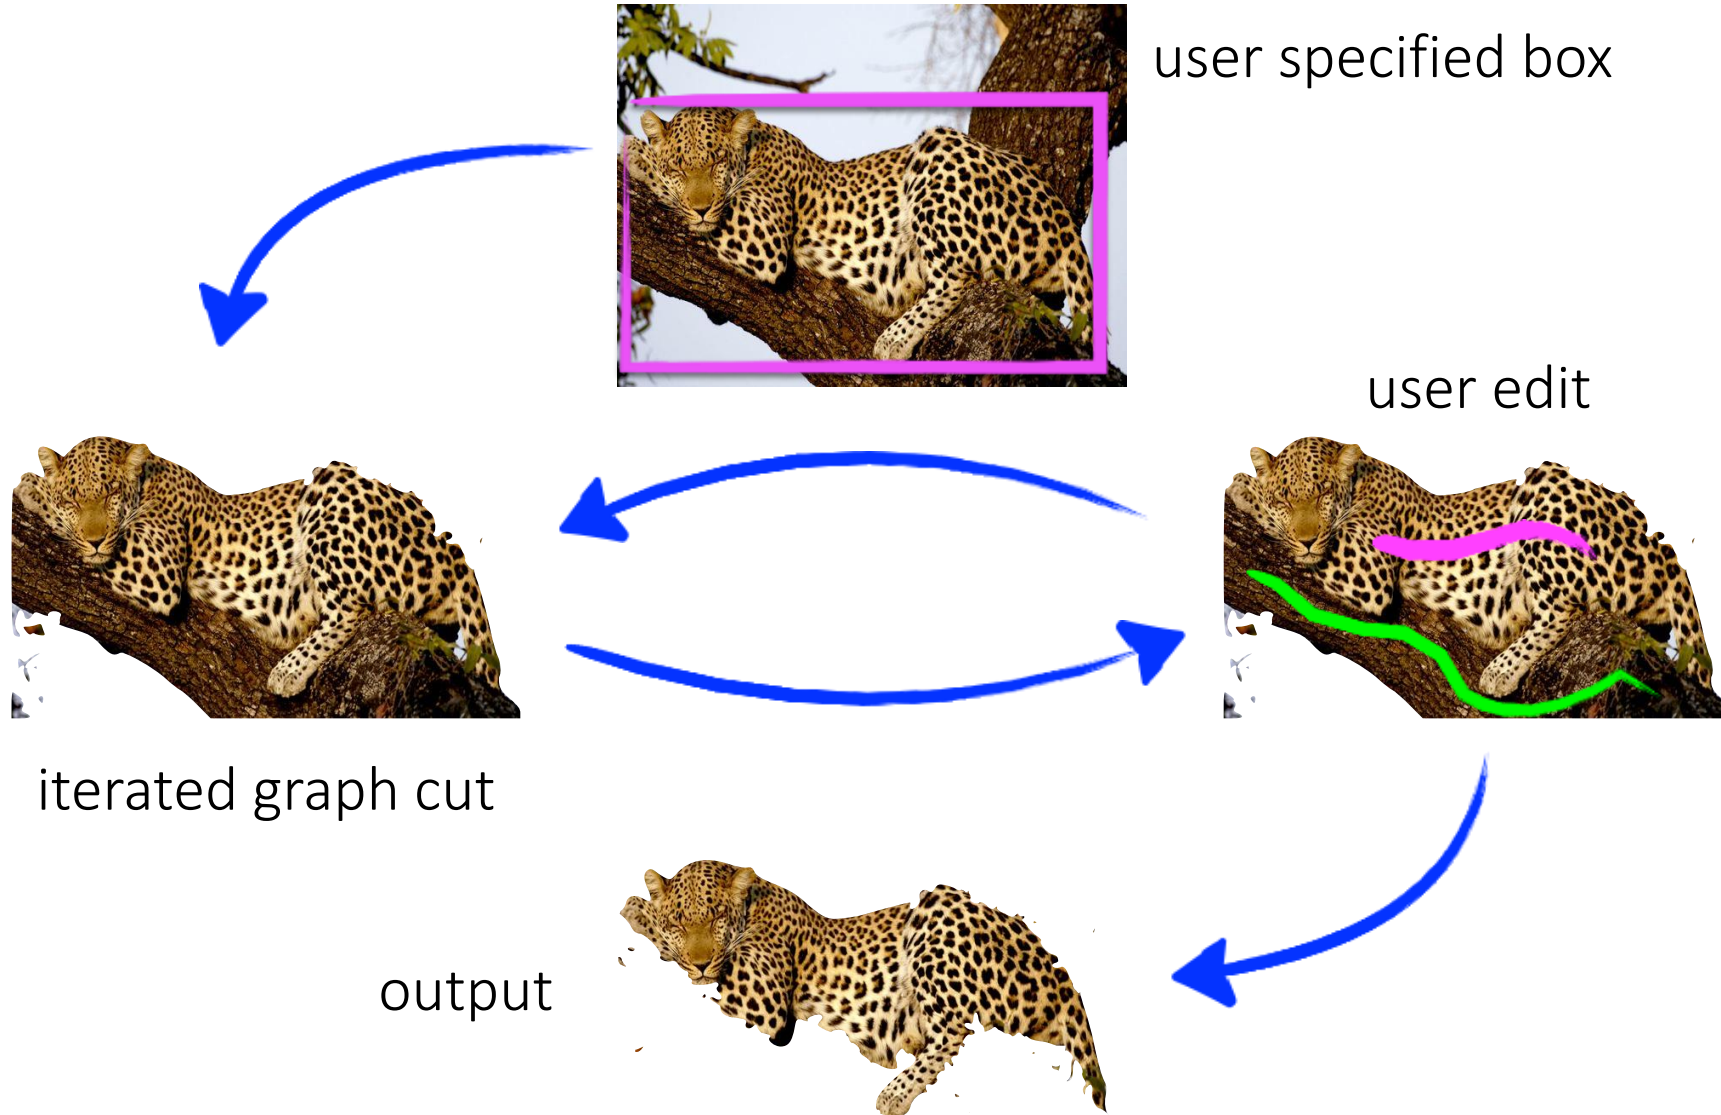 user specified box
user edit
iterated graph cut
output